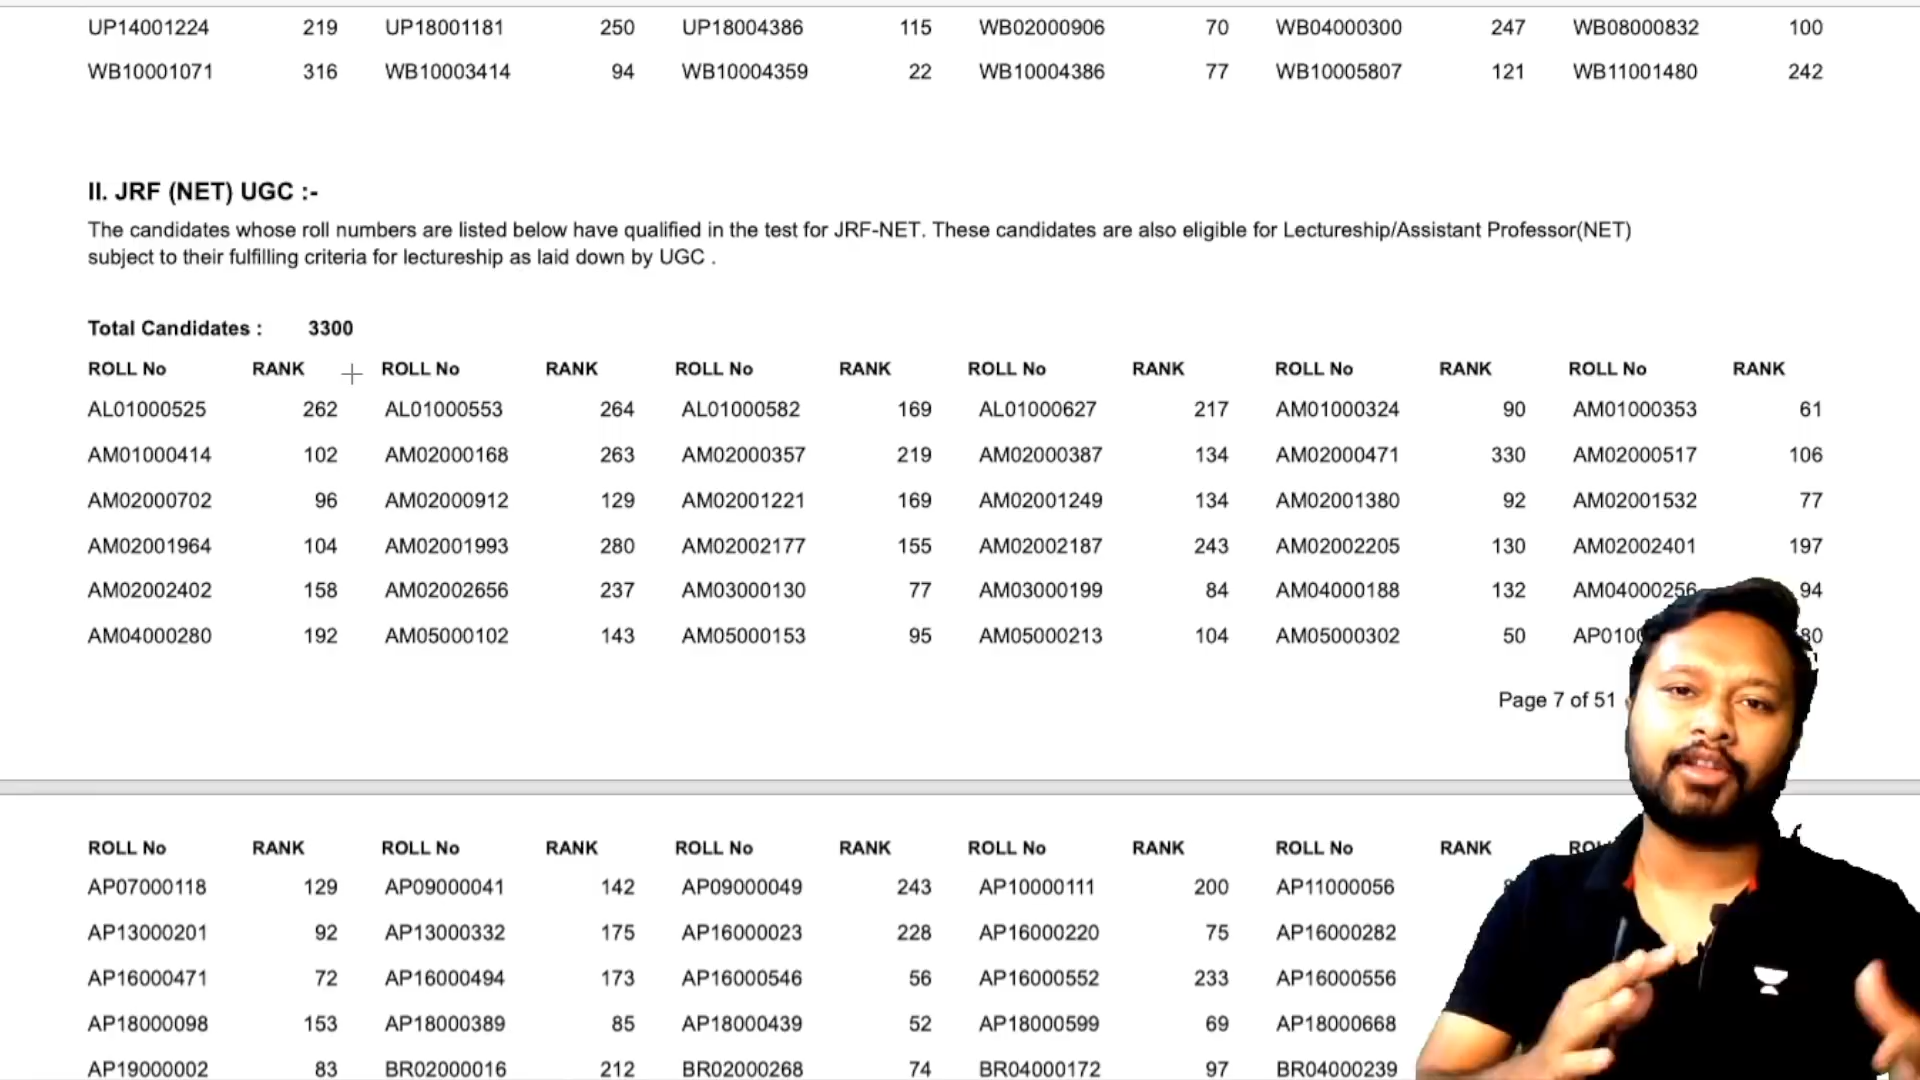 UP14001224 219 UP18001181 250 UP18004386 115 WB02000906 70 WB04000300 247 WB08000832 100
WB10001071 316 WB10003414 94 WB10004359 22 WB10004386 77 WB10005807 121 WB11001480 242
II. JRF (NET) UGC :-
The candidates whose roll numbers are listed below have qualified in the test for JRF-NET. These candidates are also eligible for Lectureship/Assistant Professor(NET)
subject to their fulfilling criteria for lectureship as laid down by UGC .
Total Candidates : 3300
ROLL No RANK ROLL No RANK ROLL No RANK ROLL No RANK ROLL No RANK ROLL No RANK
AL01000525 262 AL01000553 264 AL01000582 169 AL01000627 217 AM01000324 90 AM01000353 61
AM01000414 102 AM02000168 263 AM02000357 219 AM02000387 134 AM02000471 330 AM02000517 106
AM02000702 96 AM02000912 129 AM02001221 169 AM02001249 134 AM02001380 92 AM02001532 77
AM02001964 104 AM02001993 280 AM02002177 155 AM02002187 243 AM02002205 130 AM02002401 197
AM02002402 158 AM02002656 237 AM03000130 77 AM03000199 84 AM04000188 132 AM04000256 94
AM04000280 192 AM05000102 143 AM05000153 95 AM05000213 104 AM05000302 50
Page 7 of 51
ROLL No RANK ROLL No RANK ROLL No RANK ROLL No RANK ROLL No RANK
AP07000118 129 AP09000041 142 AP09000049 243 AP10000111 200 AP11000056
AP13000201 92 AP13000332 175 AP16000023 228 AP16000220 75 AP16000282
AP16000471 72 AP16000494 173 AP16000546 56 AP16000552 233 AP16000556
AP18000098 153 AP18000389 85 AP18000439 52 AP18000599 69 AP18000668
AP19000002 83 BR02000016 212 BR02000268 74 BR04000172 97 BR04000239